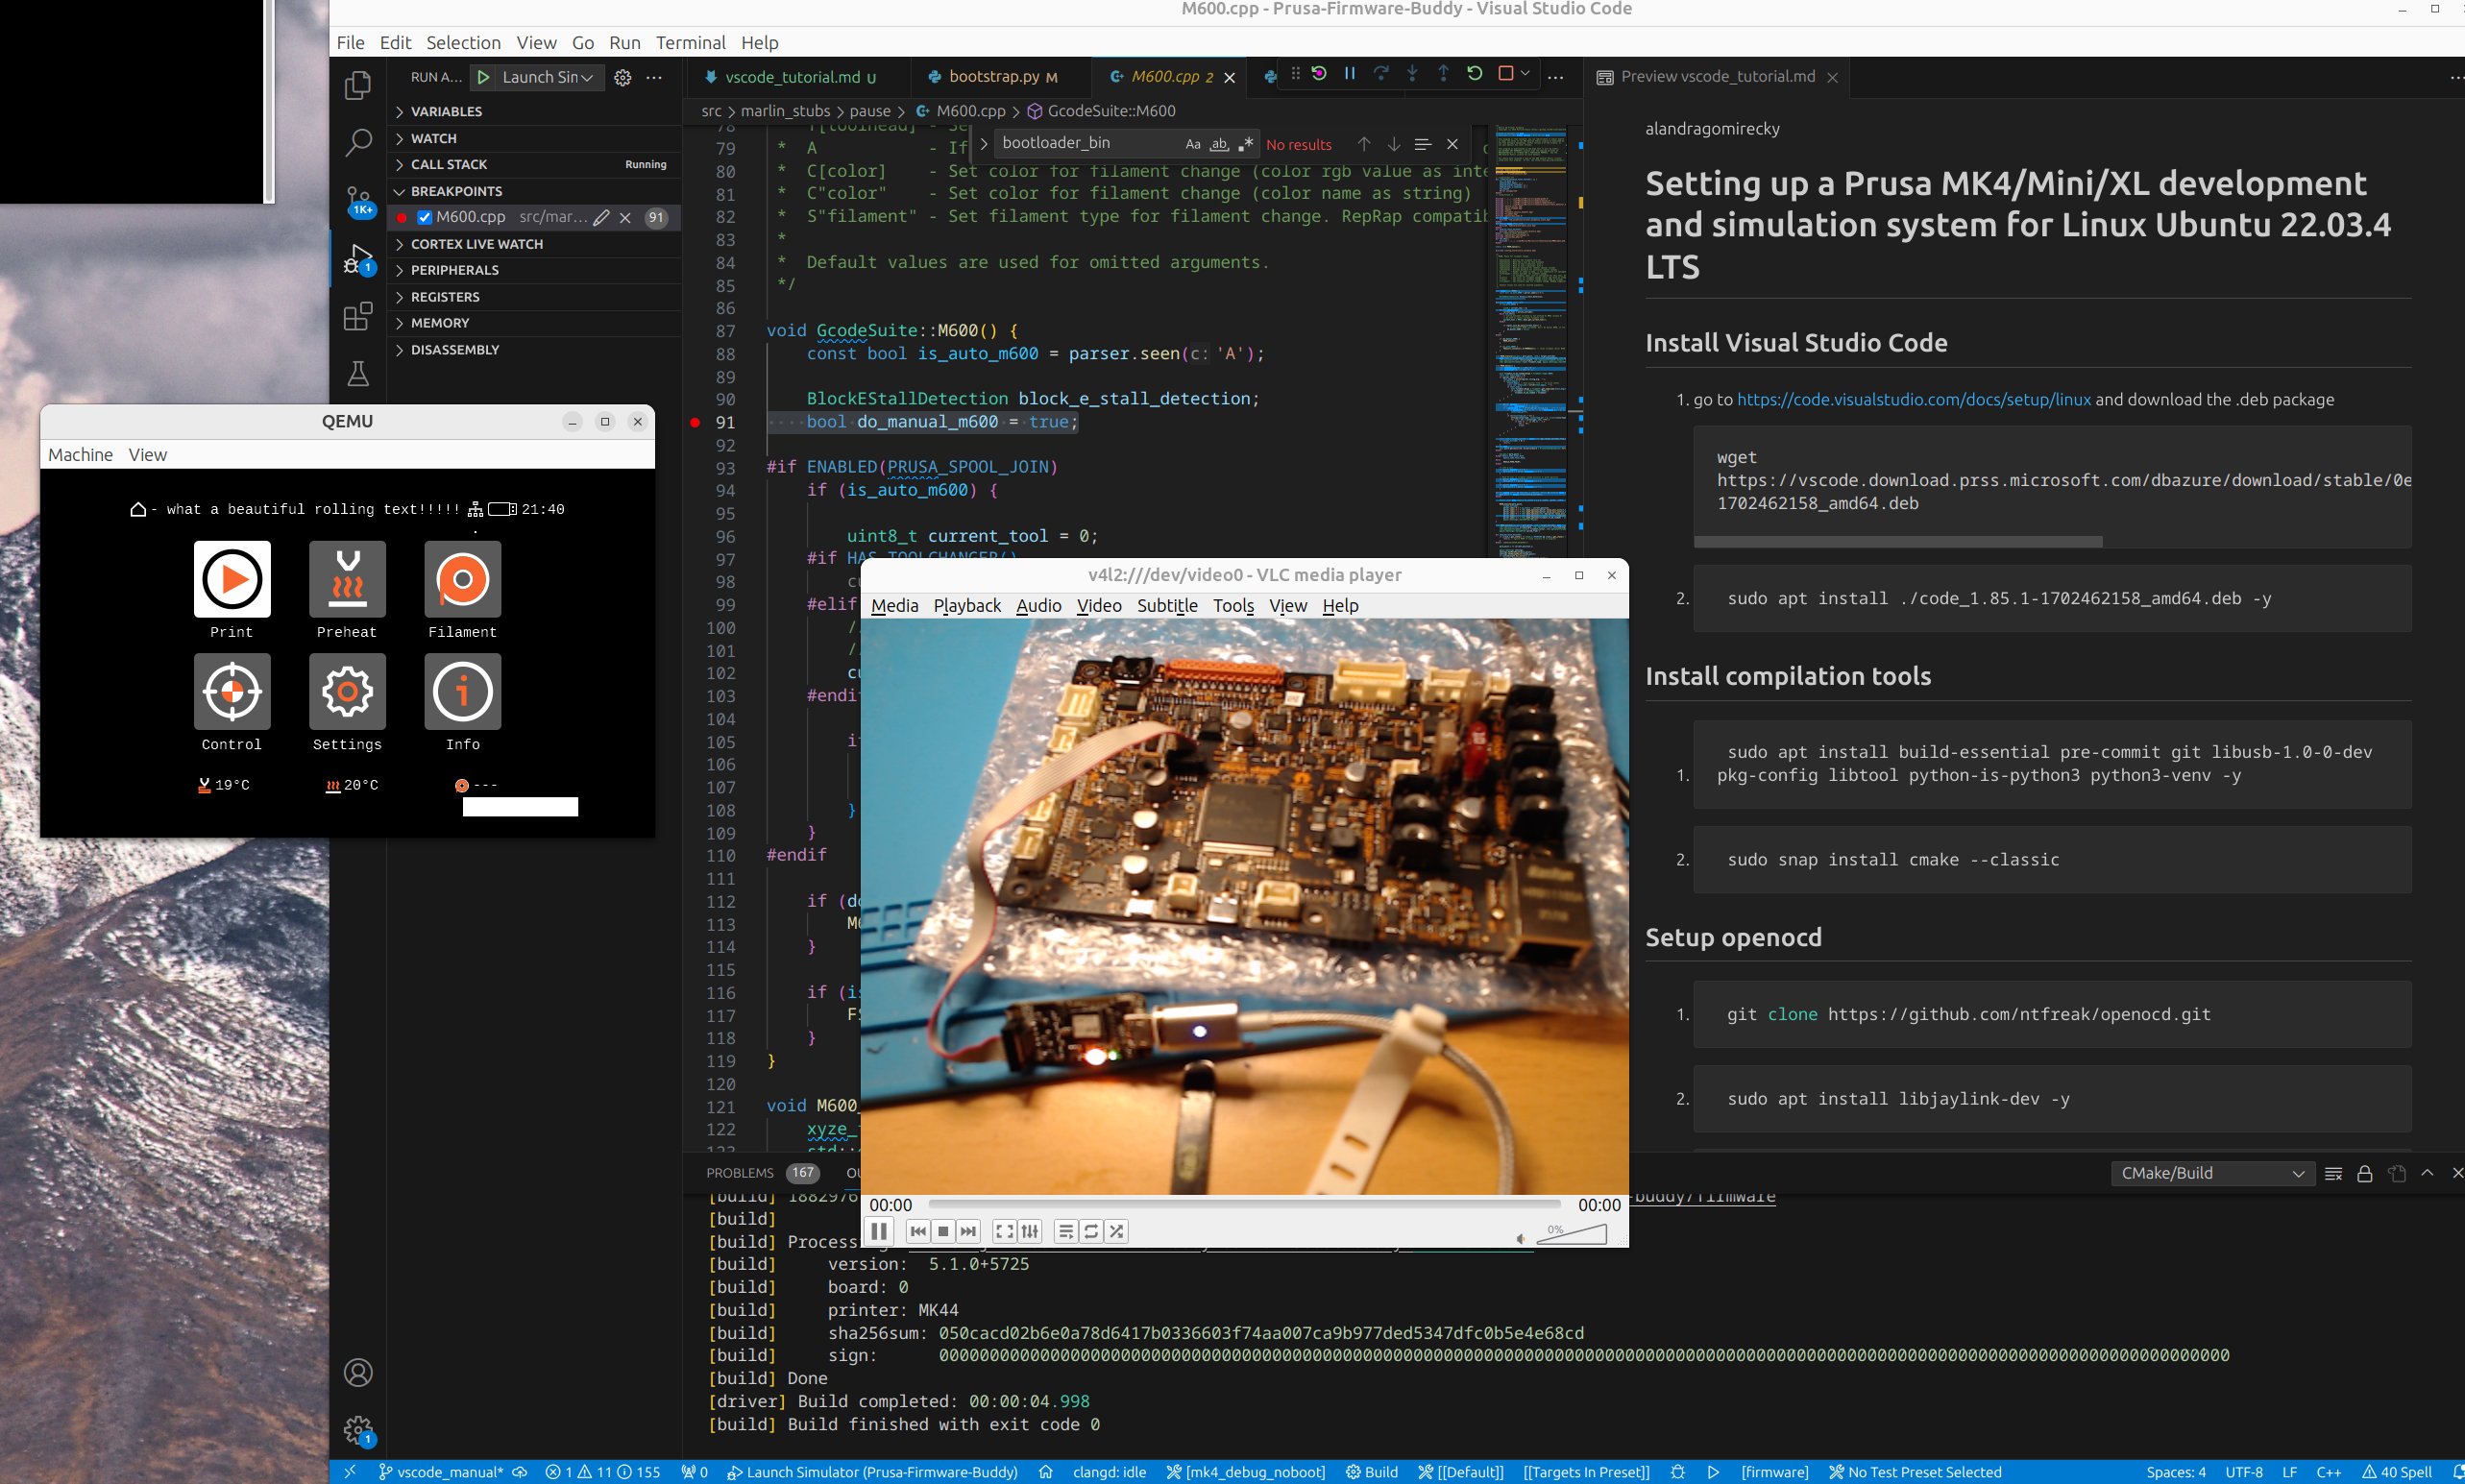 M600.cpp - Prusa-Firmware-Buddy - Visual Studio Code
File Edit Selection View Go Run Terminal Help
RUN A... Launch Sin
VARIABLES
WATCH
CALL STACK Running
BREAKPOINTS
M600.cpp src/mar... 91
CORTEX LIVE WATCH
PERIPHERALS
REGISTERS
MEMORY
DISASSEMBLY
1K+
1
1
QEMU
Machine View
- what a beautiful rolling text!!!!! 21:40
Print Preheat Filament
Control Settings Info
19°C 20°C ---
vscode_tutorial.md U bootstrap.py M M600.cpp 2
src > marlin_stubs > pause > M600.cpp > GcodeSuite::M600
bootloader_bin Aa ab No results
78 * T[toolhead] - Se
79 * A - If
80 * C[color] - Set color for filament change (color rgb value as inte
81 * C"color" - Set color for filament change (color name as string)
82 * S"filament" - Set filament type for filament change. RepRap compatib
83 *
84 * Default values are used for omitted arguments.
85 */
86
87 void GcodeSuite::M600() {
88 const bool is_auto_m600 = parser.seen(c: 'A');
89
90 BlockEStallDetection block_e_stall_detection;
91 bool do_manual_m600 = true;
92
93 #if ENABLED(PRUSA_SPOOL_JOIN)
94 if (is_auto_m600) {
95
96 uint8_t current_tool = 0;
97 #if HAS_TOOLCHANGER()
98 cu
99 #elif
100 /
101 /
102 cu
103 #endi
104
105 i
106
107
108 }
109 }
110 #endif
111
112 if (do
113 M6
114 }
115
116 if (is
117 FS
118 }
119 }
120
121 void M600_
122 xyze_
123 std::
v4l2:///dev/video0 - VLC media player
Media Playback Audio Video Subtitle Tools View Help
00:00 00:00
0%
Preview vscode_tutorial.md
alandragomirecky
Setting up a Prusa MK4/Mini/XL development
and simulation system for Linux Ubuntu 22.03.4
LTS
Install Visual Studio Code
1. go to https://code.visualstudio.com/docs/setup/linux and download the .deb package
wget
https://vscode.download.prss.microsoft.com/dbazure/download/stable/0e
1702462158_amd64.deb
2. sudo apt install ./code_1.85.1-1702462158_amd64.deb -y
Install compilation tools
sudo apt install build-essential pre-commit git libusb-1.0-0-dev
1. pkg-config libtool python-is-python3 python3-venv -y
2. sudo snap install cmake --classic
Setup openocd
1. git clone https://github.com/ntfreak/openocd.git
2. sudo apt install libjaylink-dev -y
PROBLEMS 167 OU CMake/Build
[build] 1882976 -buddy/firmware
[build]
[build] Process
[build] version: 5.1.0+5725
[build] board: 0
[build] printer: MK44
[build] sha256sum: 050cacd02b6e0a78d6417b0336603f74aa007ca9b977ded5347dfc0b5e4e68cd
[build] sign: 00000000000000000000000000000000000000000000000000000000000000000000000000000000000000000000000000000000000000000000000000000000
[build] Done
[driver] Build completed: 00:00:04.998
[build] Build finished with exit code 0
vscode_manual* 1 11 155 0 Launch Simulator (Prusa-Firmware-Buddy) clangd: idle [mk4_debug_noboot] Build [[Default]] [[Targets In Preset]] [firmware] No Test Preset Selected Spaces: 4 UTF-8 LF C++ 40 Spell